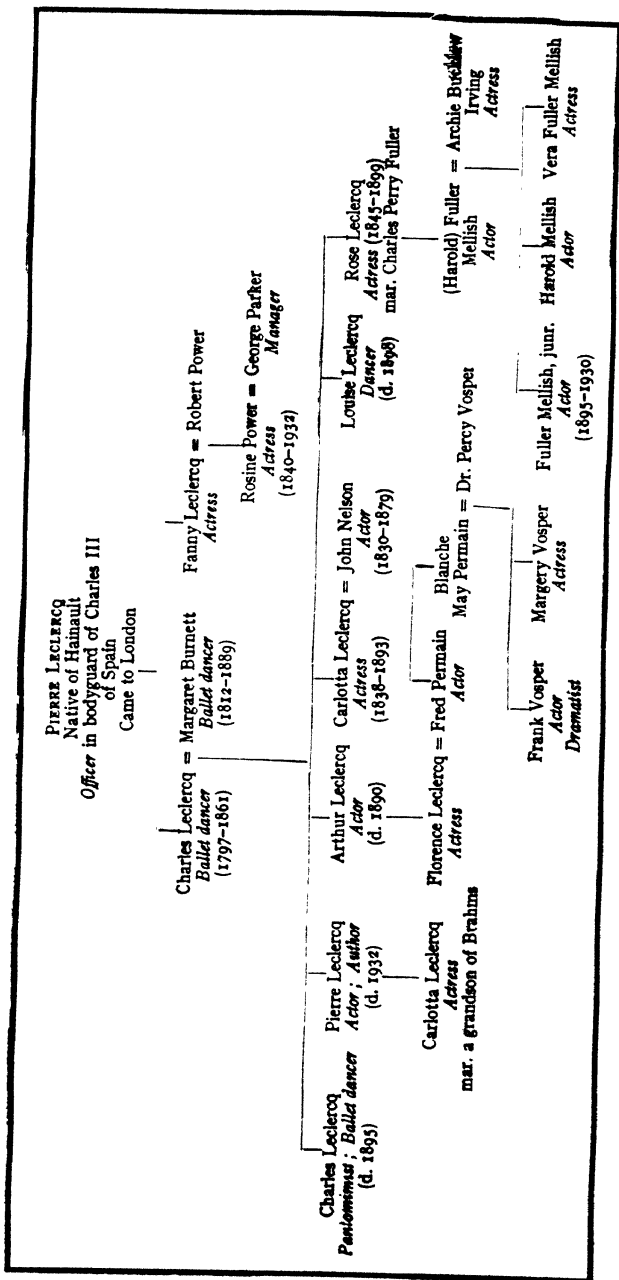 PIERRE LECLERCQ
Native of Hainault
Officer in bodyguard of Charles III
of Spain
Came to London
Charles Leclercq = Margaret Burnett
Ballet dancer Ballet dancer
(1797–1861) (1812–1889)
Fanny Leclercq = Robert Power
Actress
Rosine Power = George Parker
Actress Manager
(1840–1932)
Charles Leclercq
Pantomimist; Ballet dancer
(d. 1895)
Pierre Leclercq
Actor; Author
(d. 1932)
Arthur Leclercq
Actor
(d. 1890)
Carlotta Leclercq = John Nelson
Actress Actor
(1838–1893) (1830–1879)
Louise Leclercq
Dancer
(d. 1898)
Rose Leclercq
Actress (1845–1899)
mar. Charles Perry Fuller
Carlotta Leclercq
Actress
mar. a grandson of Brahms
Florence Leclercq = Fred Permain
Actress Actor
Blanche
May Permain = Dr. Percy Vosper
(Harold) Fuller = Archie
Mellish Irving
Actor Actress
Frank Vosper
Actor
Dramatist
Margery Vosper
Actress
Fuller Mellish, junr.
Actor
(1895–1930)
Harold Mellish
Actor
Vera Fuller Mellish
Actress